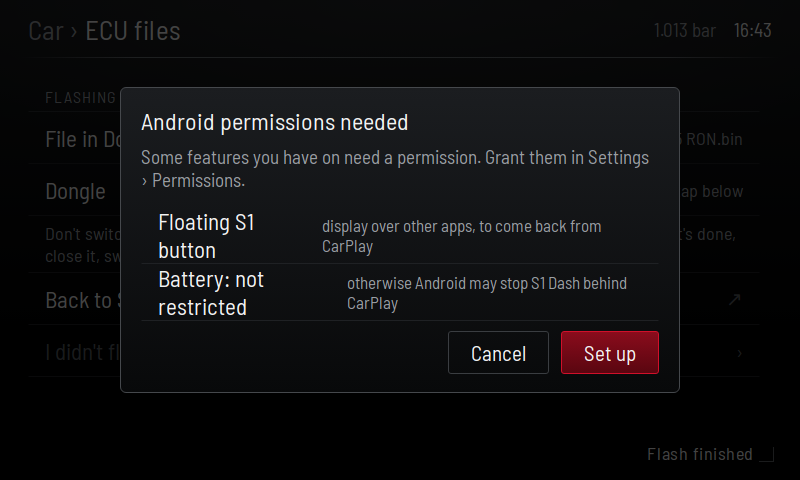 Car › ECU files
1.013 bar 16:43
FLASHING
File in Do
5 RON.bin
Dongle
ap below
Don't switc
t's done,
close it, sw
Back to S
↗
I didn't fl
›
Android permissions needed
Some features you have on need a permission. Grant them in Settings
› Permissions.
Floating S1
button
display over other apps, to come back from
CarPlay
Battery: not
restricted
otherwise Android may stop S1 Dash behind
CarPlay
Cancel
Set up
Flash finished